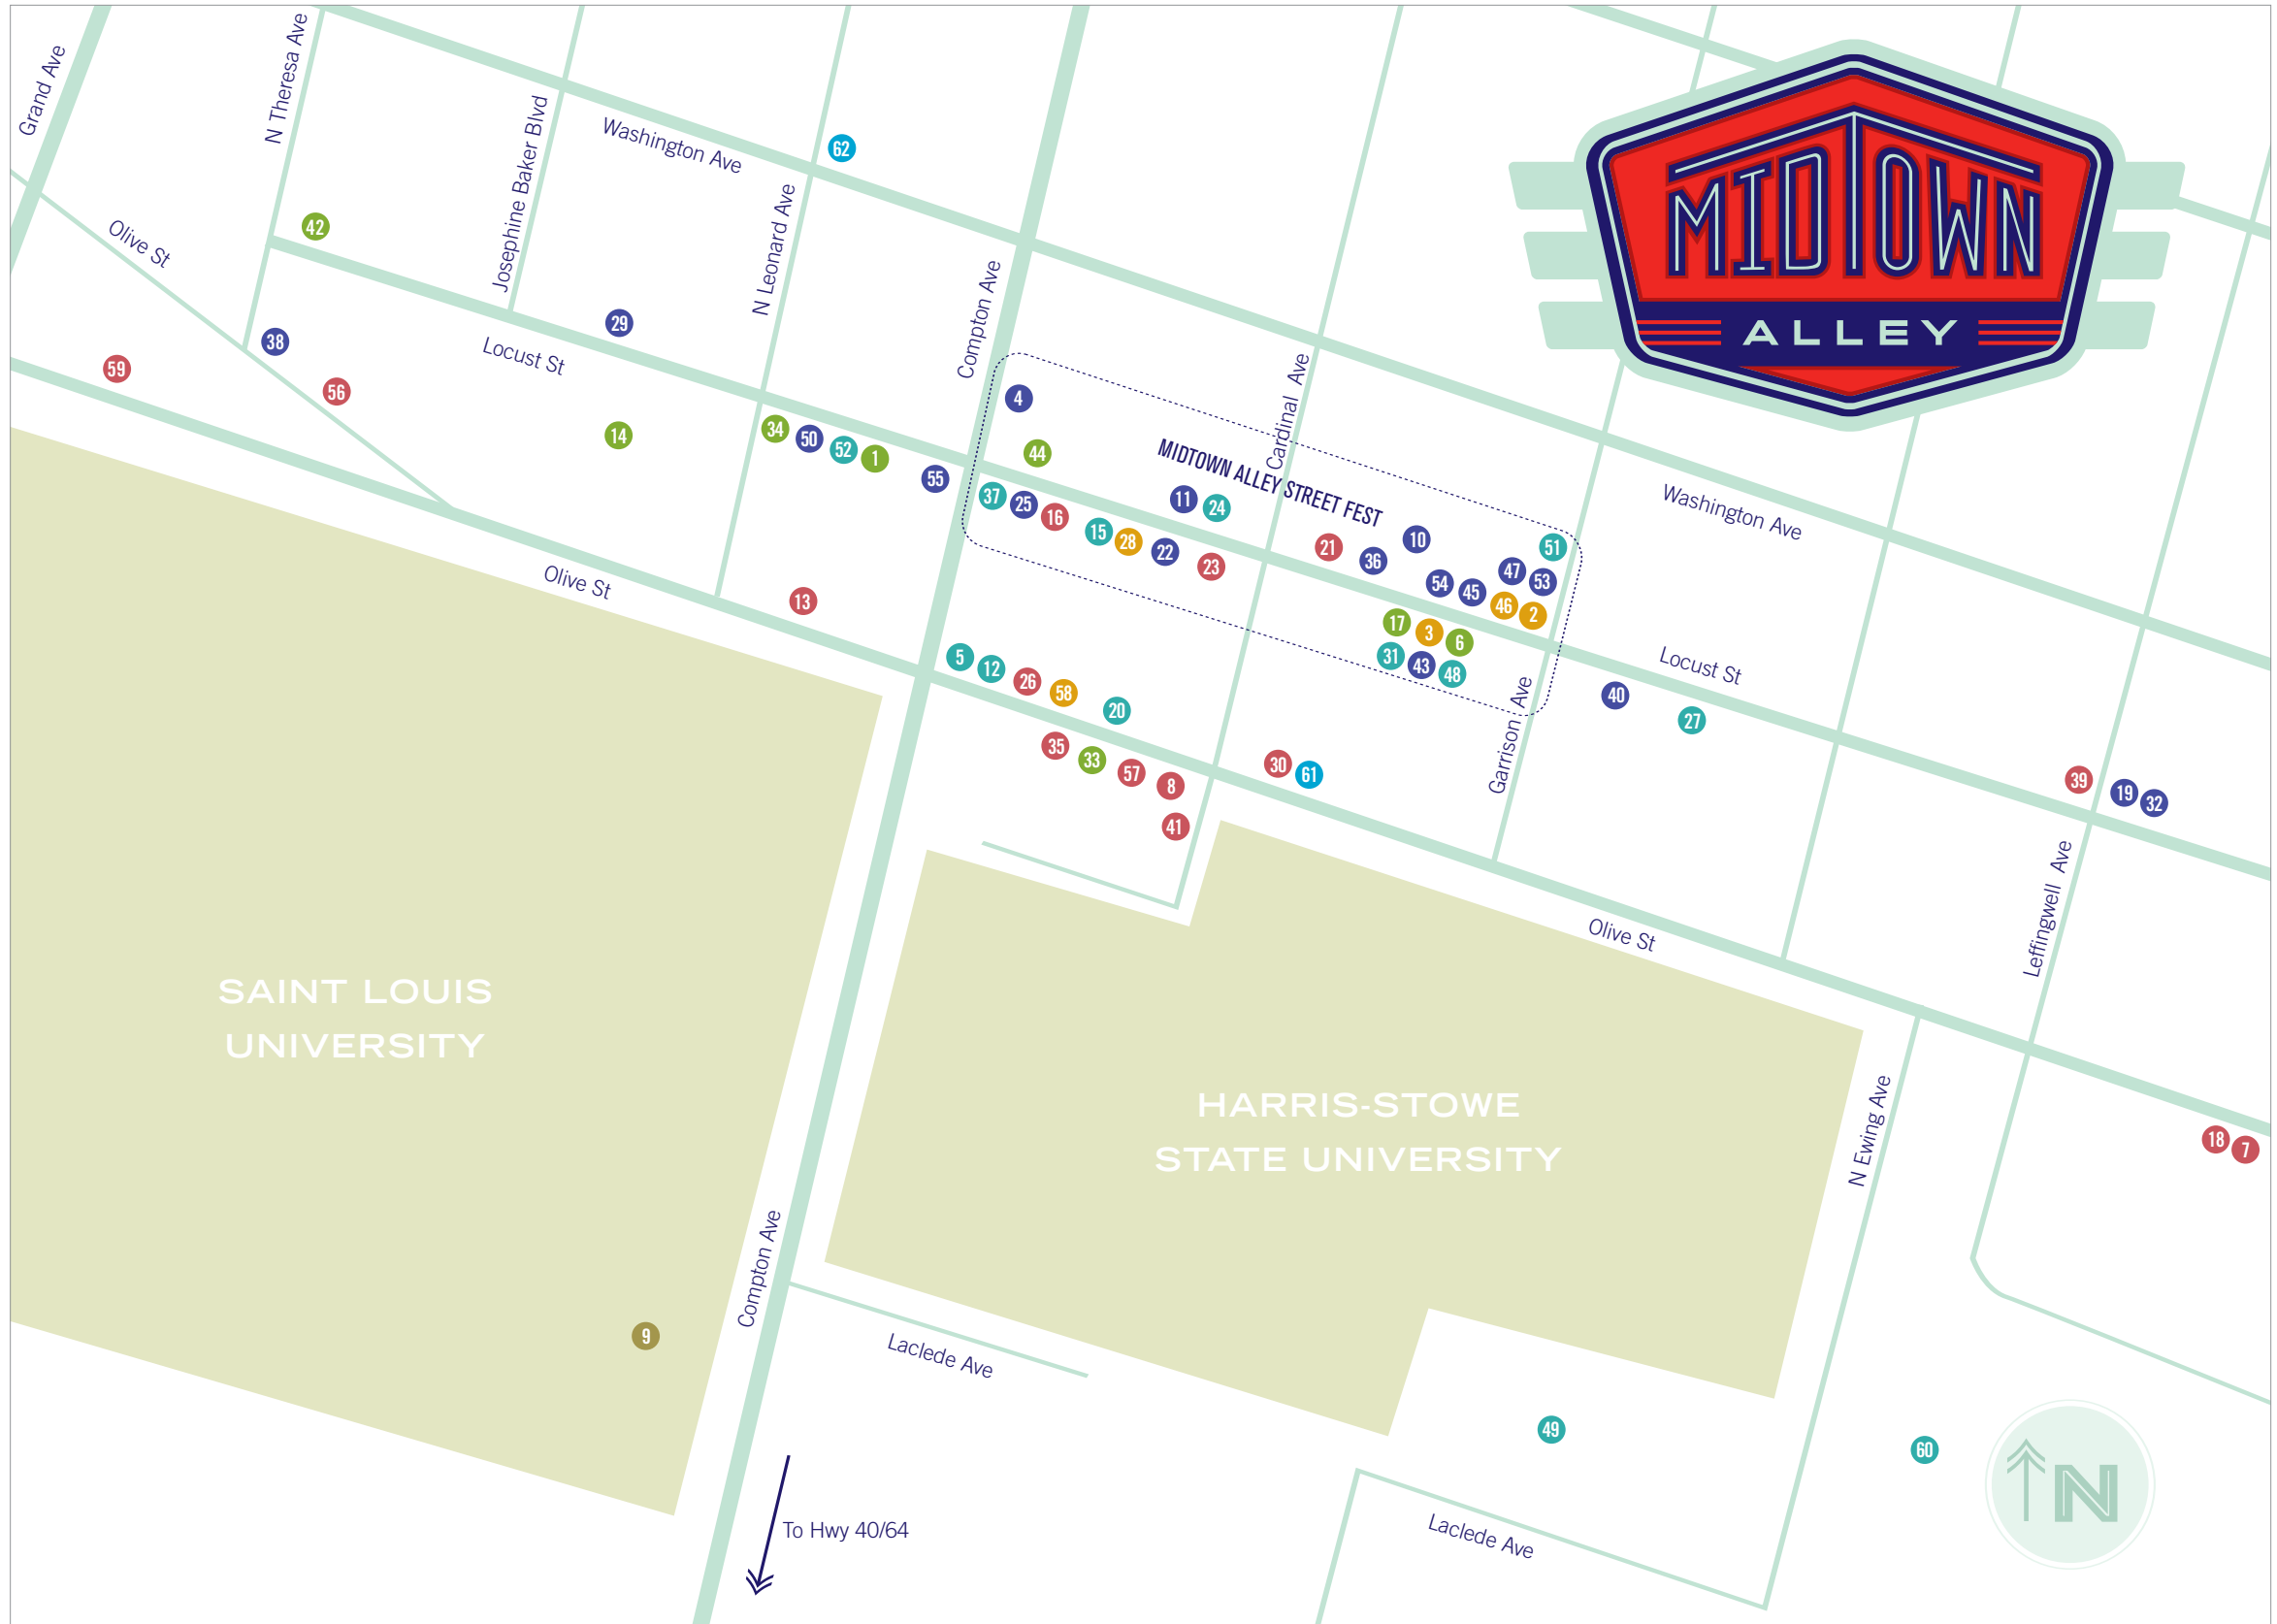 Grand Ave
N Theresa Ave
Josephine Baker Blvd
Washington Ave
62
N Leonard Ave
Olive St
42
MIDTOWN
ALLEY
Compton Ave
29
38
Locust St
59
56
14
34
50
52
1
55
4
44
Cardinal Ave
MIDTOWN ALLEY STREET FEST
37
25
16
15
28
22
23
11
24
21
36
10
51
47
53
54
45
46
2
17
3
6
31
43
48
Washington Ave
Locust St
Olive St
13
5
12
26
58
20
35
33
57
8
41
30
61
Garrison Ave
40
27
39
19
32
Leffingwell Ave
Olive St
SAINT LOUIS
UNIVERSITY
HARRIS-STOWE
STATE UNIVERSITY
N Ewing Ave
18
7
Compton Ave
9
Laclede Ave
49
60
N
To Hwy 40/64
Laclede Ave